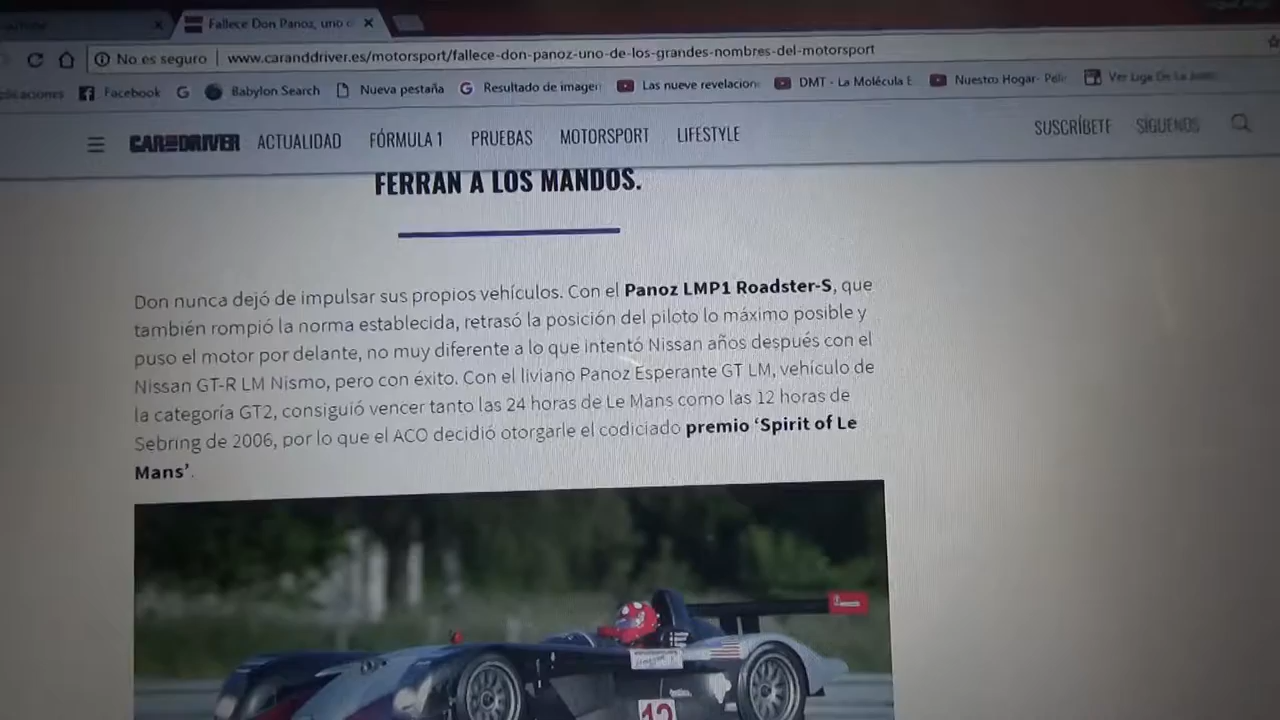 Fallece Don Panoz, uno
No es seguro | www.caranddriver.es/motorsport/fallece-don-panoz-uno-de-los-grandes-nombres-del-motorsport
Facebook
Babylon Search
Nueva pestaña
Resultado de imagen
Las nueve revelacion
DMT - La Molécula E
Nuestro Hogar- Pelic
Ver Liga De La
CAR AND DRIVER ACTUALIDAD FÓRMULA 1 PRUEBAS MOTORSPORT LIFESTYLE SUSCRÍBETE SÍGUENOS
FERRAN A LOS MANDOS.
Don nunca dejó de impulsar sus propios vehículos. Con el Panoz LMP1 Roadster-S, que
también rompió la norma establecida, retrasó la posición del piloto lo máximo posible y
puso el motor por delante, no muy diferente a lo que intentó Nissan años después con el
Nissan GT-R LM Nismo, pero con éxito. Con el liviano Panoz Esperante GT LM, vehículo de
la categoría GT2, consiguió vencer tanto las 24 horas de Le Mans como las 12 horas de
Sebring de 2006, por lo que el ACO decidió otorgarle el codiciado premio ‘Spirit of Le
Mans’.
12